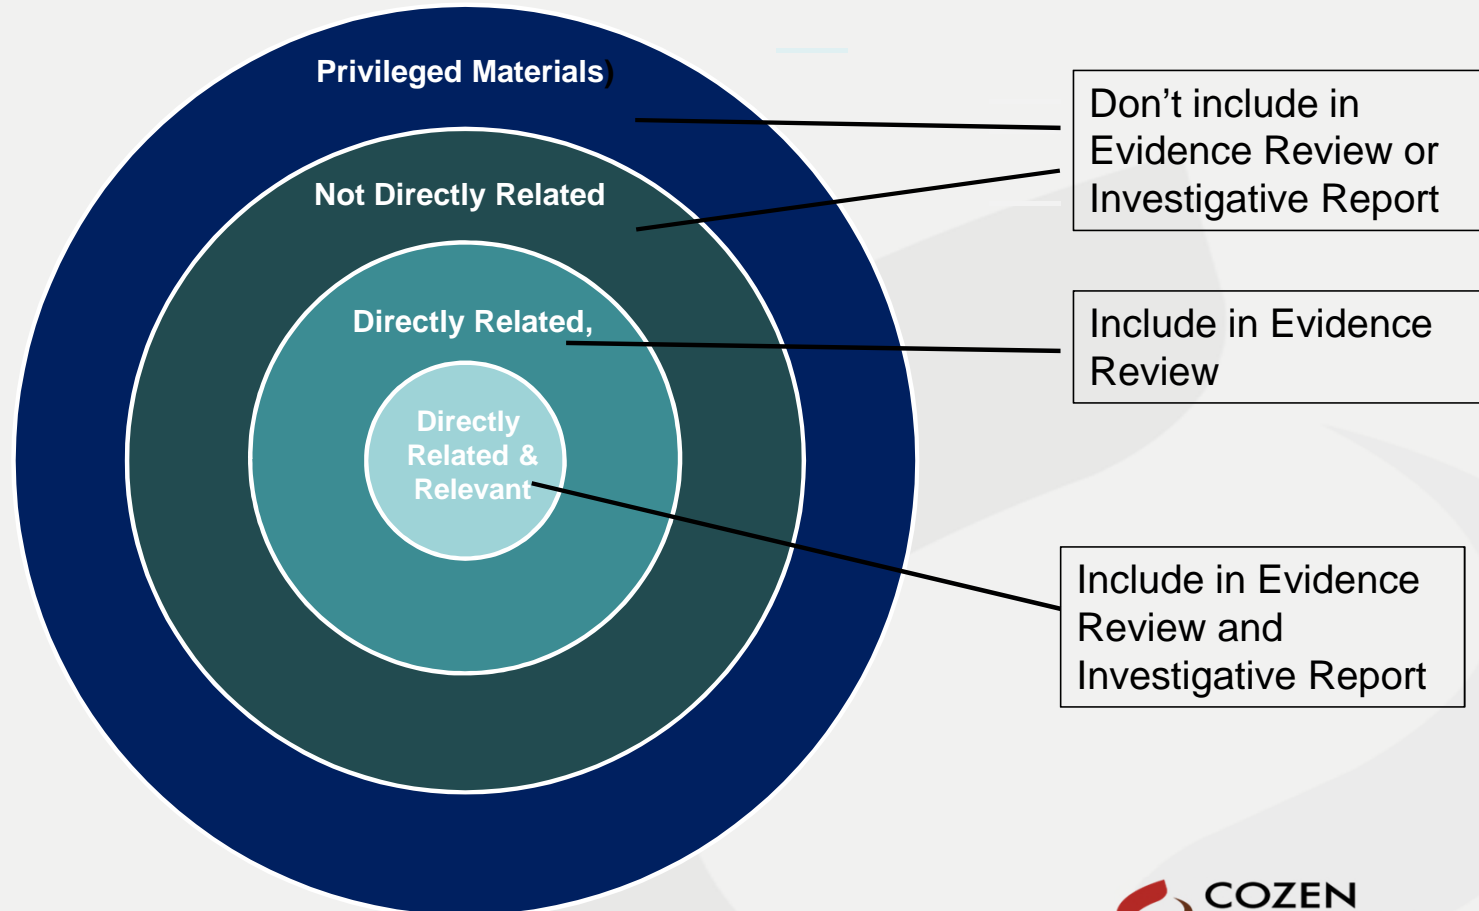 Privileged Materials)
Not Directly Related
Directly Related,
Directly
Related &
Relevant
Don’t include in
Evidence Review or
Investigative Report
Include in Evidence
Review
Include in Evidence
Review and
Investigative Report
COZEN